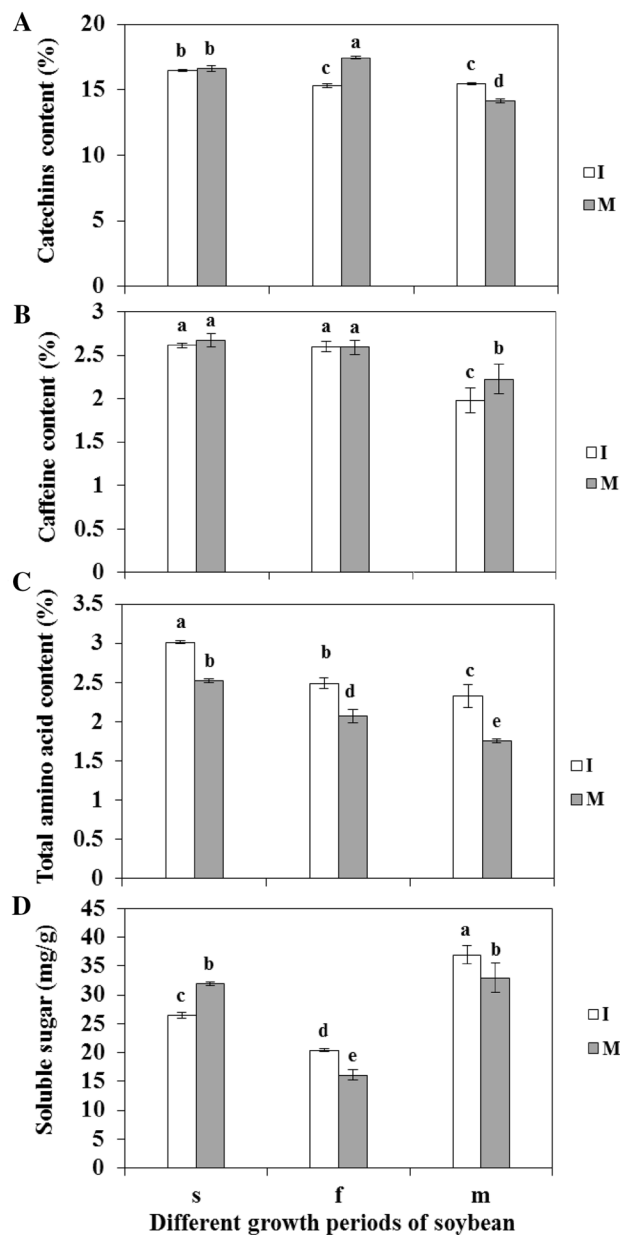 A
Catechins content (%)
20
15
10
5
0
b b
c a
c d
I
M
B
Caffeine content (%)
3
2.5
2
1.5
1
0.5
0
a a
a a
c b
I
M
C
Total amino acid content (%)
3.5
3
2.5
2
1.5
1
0.5
0
a b
b d
c e
I
M
D
Soluble sugar (mg/g)
45
40
35
30
25
20
15
10
5
0
c b
d e
a b
I
M
s f m
Different growth periods of soybean